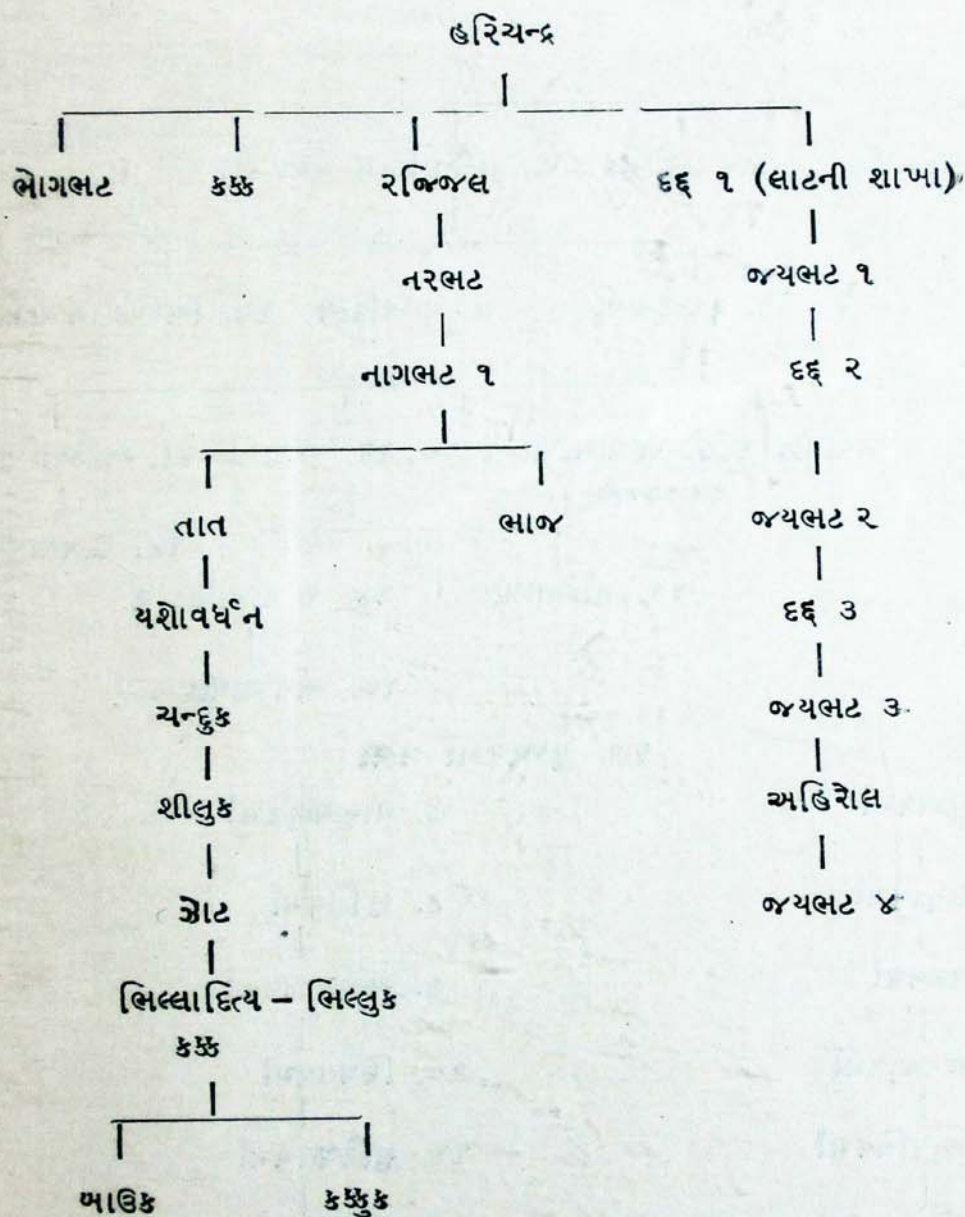 હરિચન્દ્ર
ભોગભટ કક્ક રજ્જિલ દદ્દ ૧ (લાટની શાખા)
નરભટ જયભટ ૧
નાગભટ ૧ દદ્દ ૨
તાત ભાજ જયભટ ૨
યશોવર્ધન દદ્દ ૩
ચન્દુક જયભટ ૩
શીલુક અહિરોલ
ઝોટ જયભટ ૪
ભિલ્લાદિત્ય – ભિલ્લુક
કક્ક
બાઉક કક્કુક